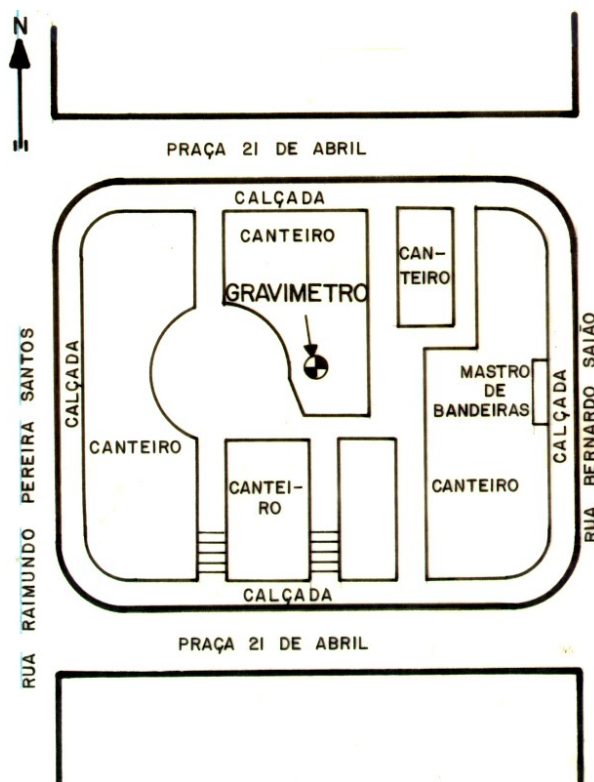 N
PRAÇA 21 DE ABRIL
CALÇADA
CANTEIRO
CAN-
TEIRO
GRAVIMETRO
RUA RAIMUNDO PEREIRA SANTOS
CALÇADA
MASTRO
DE
BANDEIRAS
CALÇADA
RUA BERNARDO SAIÃO
CANTEIRO
CANTEI-
RO
CANTEIRO
CALÇADA
PRAÇA 21 DE ABRIL